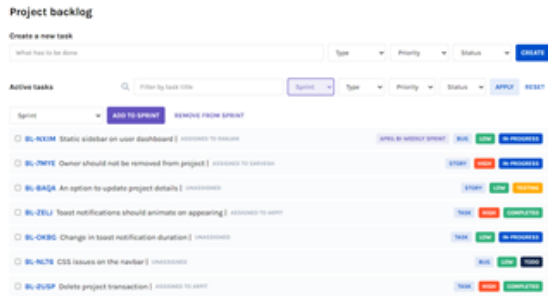 Project backlog
Create a new task
What has to be done Type Priority Status CREATE
Active tasks Filter by task title Sprint Type Priority Status APPLY RESET
Sprint ADD TO SPRINT REMOVE FROM SPRINT
BL-NXIM Static sidebar on user dashboard | ASSIGNED TO APRIL BI-WEEKLY SPRINT BUG LOW IN-PROGRESS
BL-7MYE Owner should not be removed from project | ASSIGNED TO STORY HIGH IN-PROGRESS
BL-BAQA An option to update project details | UNASSIGNED STORY LOW TESTING
BL-ZELJ Toast notifications should animate on appearing | ASSIGNED TO TASK HIGH COMPLETED
BL-OKBG Change in toast notification duration | UNASSIGNED TASK LOW IN-PROGRESS
BL-NLT6 CSS issues on the navbar | UNASSIGNED BUG LOW TODO
BL-2USP Delete project transaction | ASSIGNED TO TASK HIGH COMPLETED